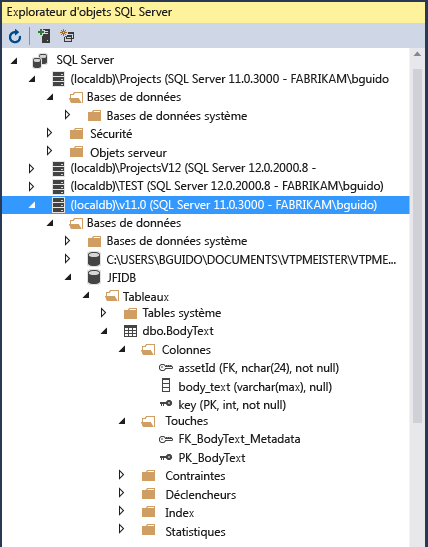 Explorateur d'objets SQL Server
SQL Server
(localdb)\Projects (SQL Server 11.0.3000 - FABRIKAM\bguido
Bases de données
Bases de données système
Sécurité
Objets serveur
(localdb)\ProjectsV12 (SQL Server 12.0.2000.8 -
(localdb)\TEST (SQL Server 12.0.2000.8 - FABRIKAM\bguido)
(localdb)\v11.0 (SQL Server 11.0.3000 - FABRIKAM\bguido)
Bases de données
Bases de données système
C:\USERS\BGUIDO\DOCUMENTS\VTPMEISTER\VTPME...
JFIDB
Tableaux
Tables système
dbo.BodyText
Colonnes
assetId (FK, nchar(24), not null)
body_text (varchar(max), null)
key (PK, int, not null)
Touches
FK_BodyText_Metadata
PK_BodyText
Contraintes
Déclencheurs
Index
Statistiques